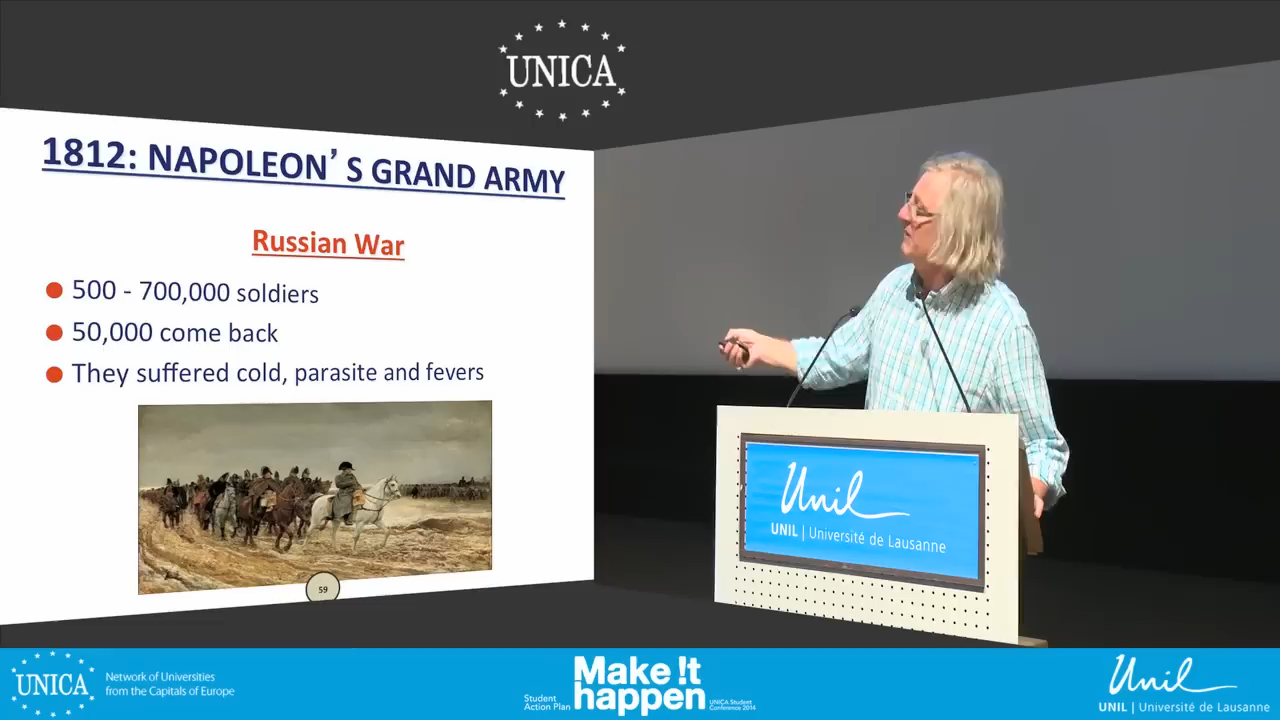 UNICA
1812: NAPOLEON’S GRAND ARMY
Russian War
500 - 700,000 soldiers
50,000 come back
They suffered cold, parasite and fevers
59
Unil
UNIL | Université de Lausanne
UNICA
Network of Universities
from the Capitals of Europe
Student
Action Plan
Make !t
happen
UNICA Student
Conference 2014
Unil
UNIL | Université de Lausanne